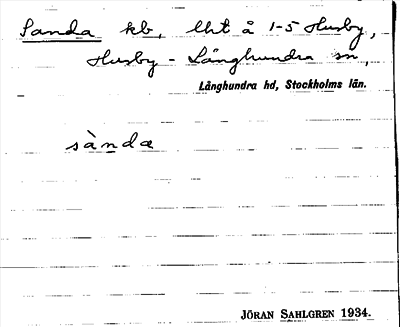 Sanda kb, lht å 1-5 Husby,
Husby - Långhundra sn,
Långhundra hd, Stockholms län.
sànda
JÖRAN SAHLGREN 1934.